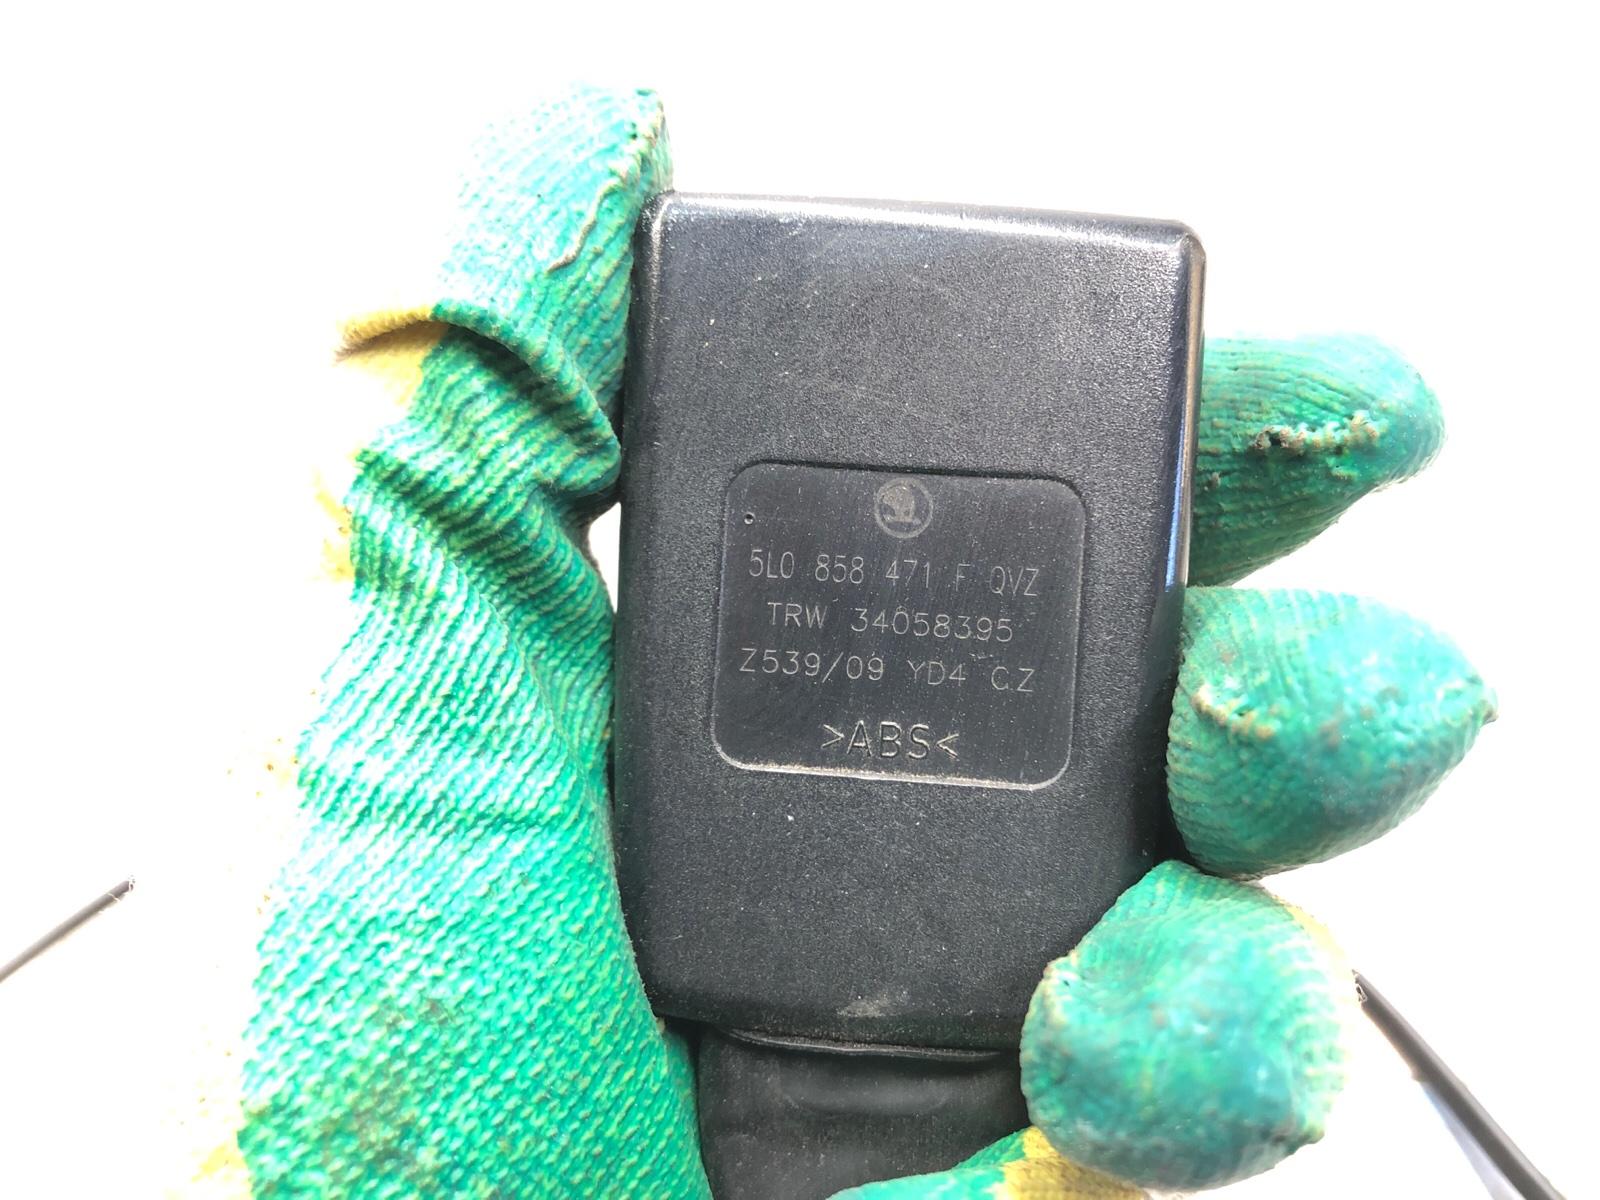 5L0 858 471 F QVZ
TRW 34058395
Z539/09 YD4 CZ
>ABS<